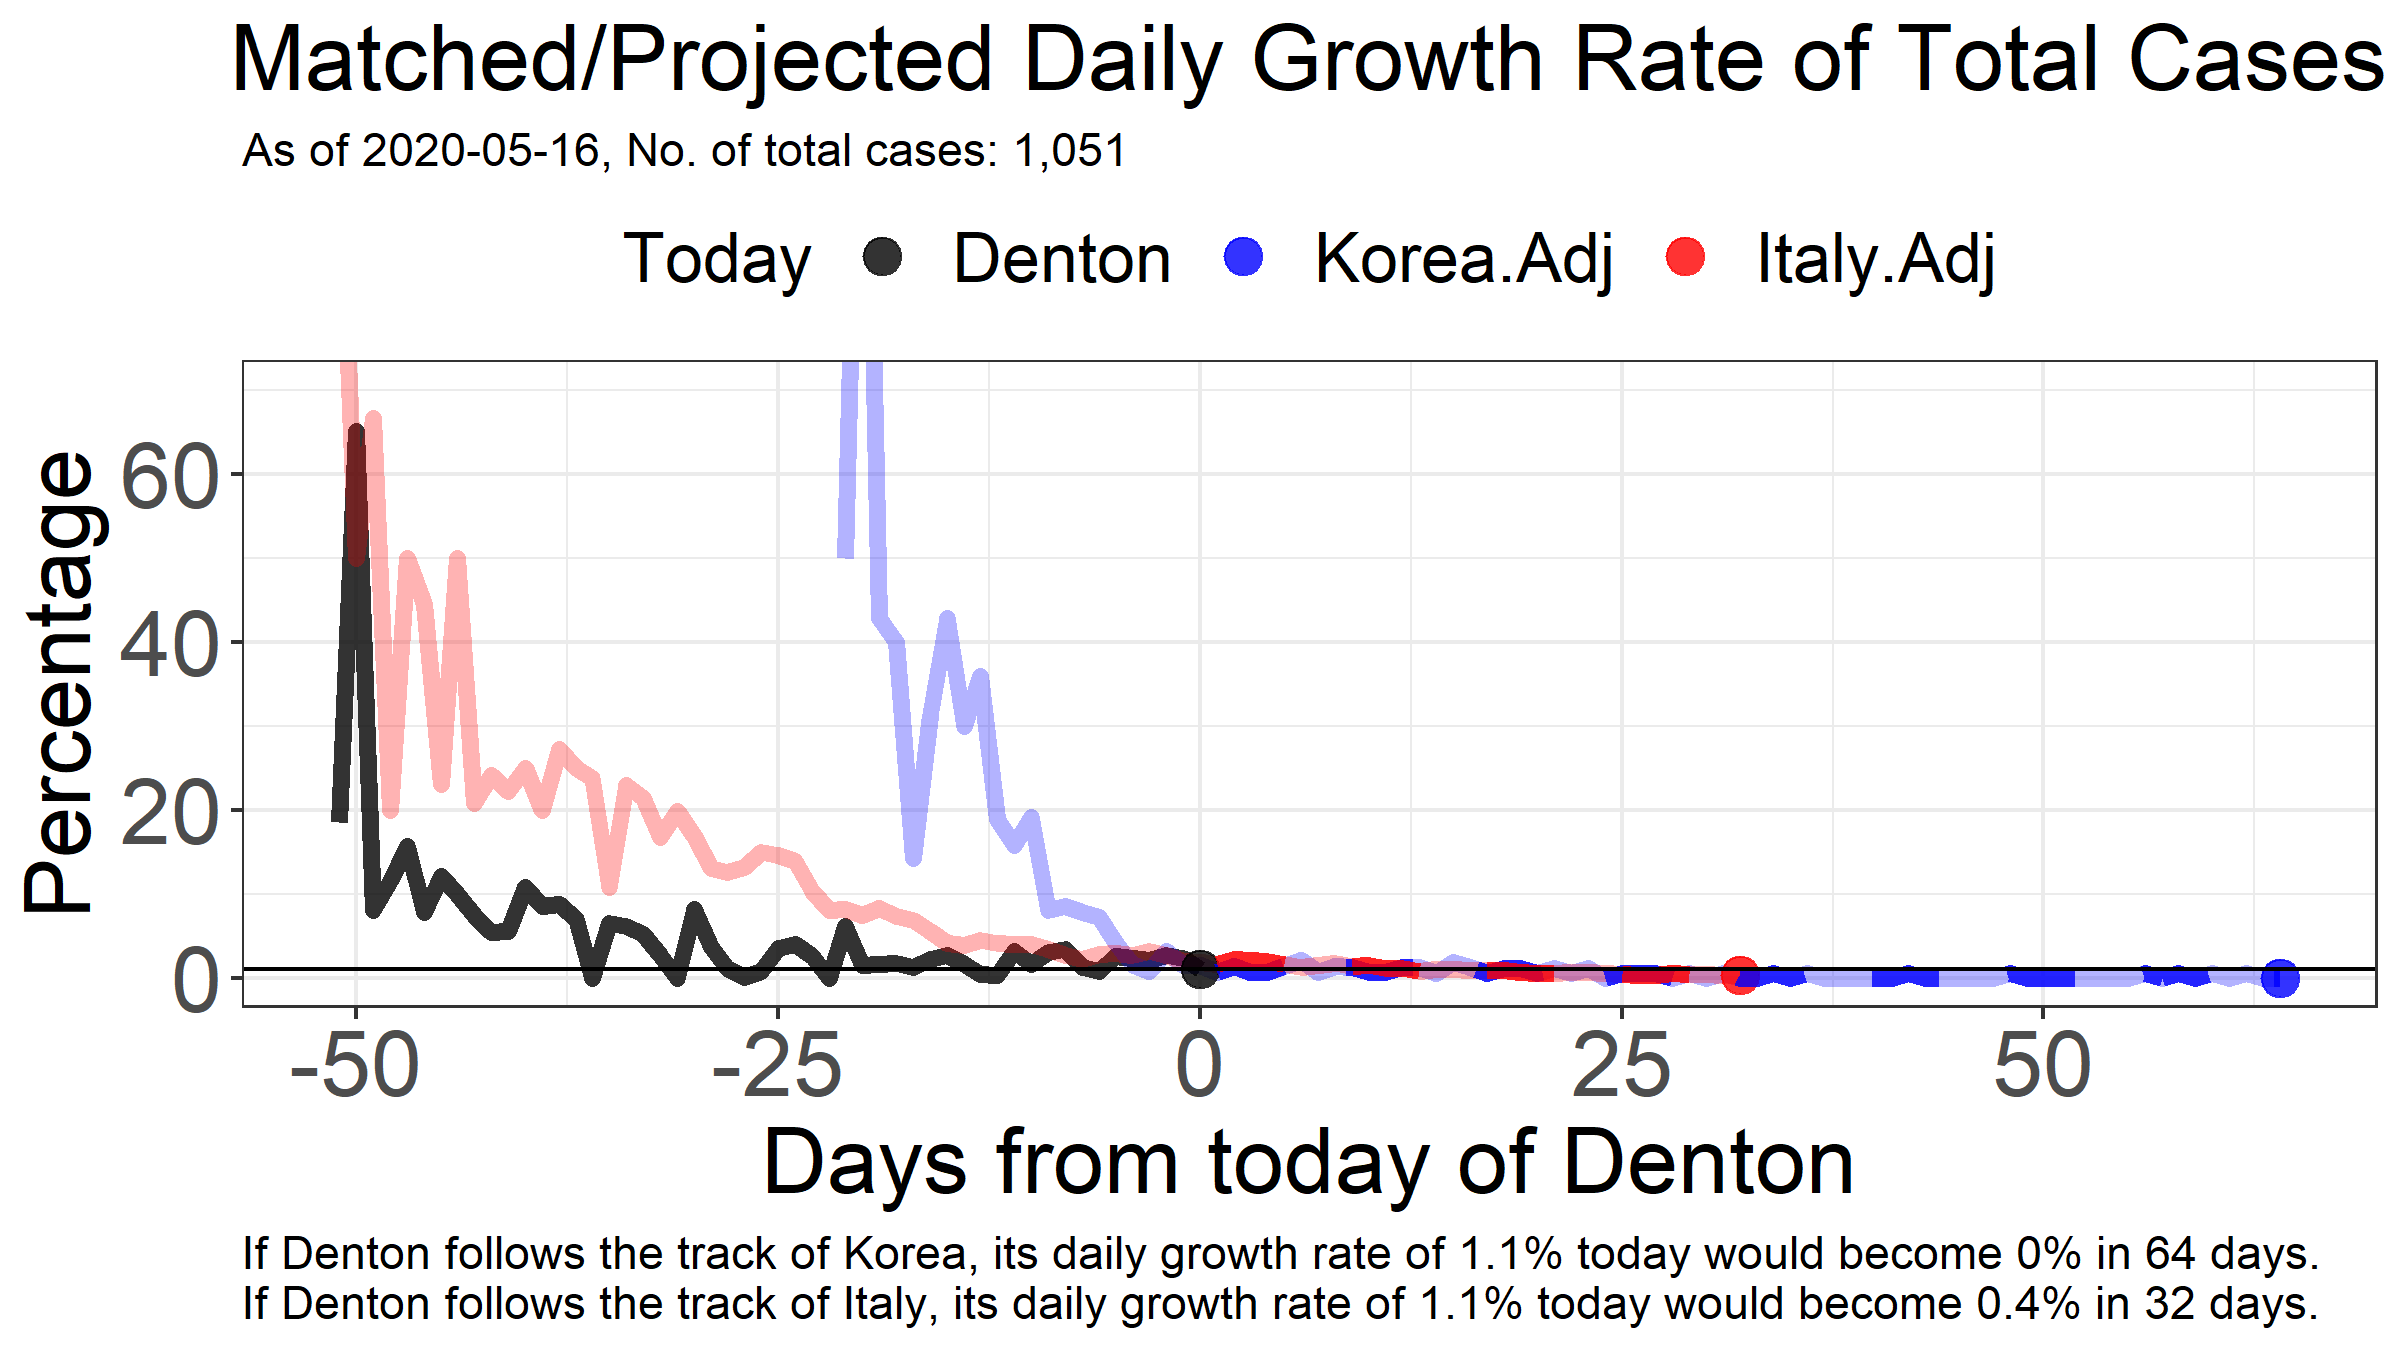 Matched/Projected Daily Growth Rate of Total Cases
As of 2020-05-16, No. of total cases: 1,051
Today Denton Korea.Adj Italy.Adj
Percentage
60
40
20
0
-50 -25 0 25 50
Days from today of Denton
If Denton follows the track of Korea, its daily growth rate of 1.1% today would become 0% in 64 days.
If Denton follows the track of Italy, its daily growth rate of 1.1% today would become 0.4% in 32 days.